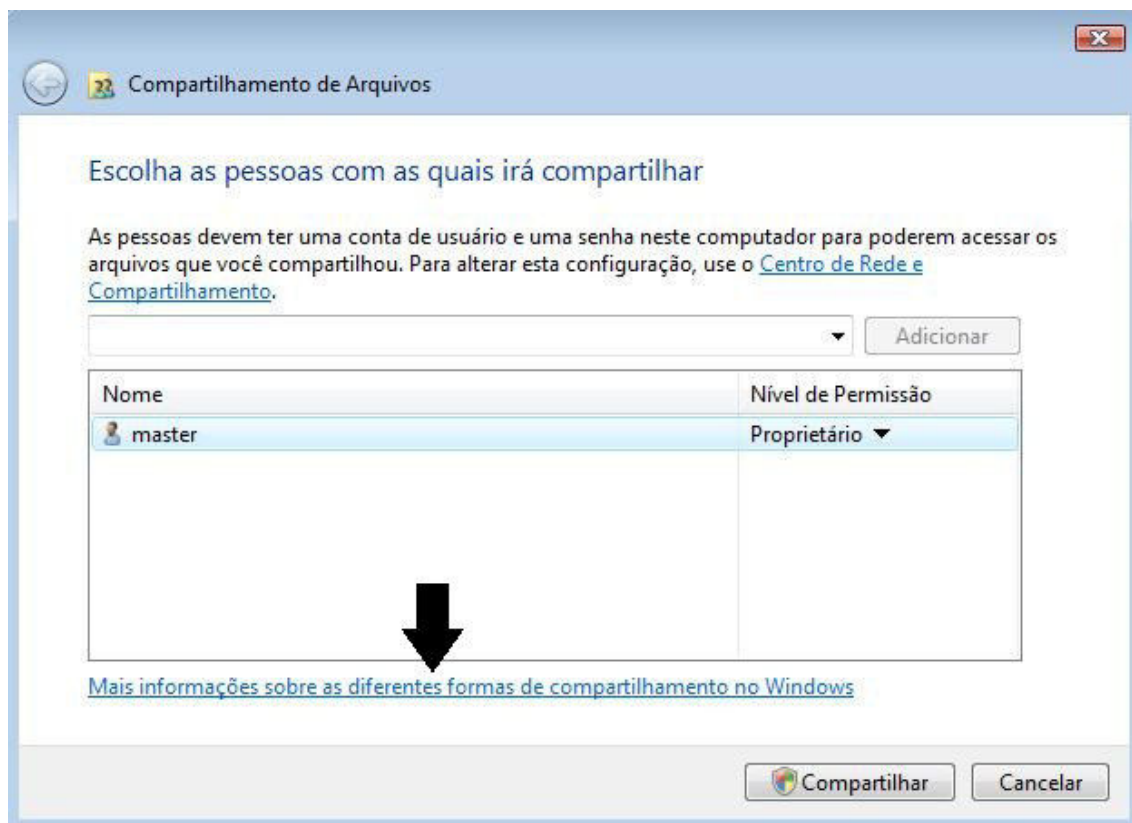 Compartilhamento de Arquivos
Escolha as pessoas com as quais irá compartilhar
As pessoas devem ter uma conta de usuário e uma senha neste computador para poderem acessar os
arquivos que você compartilhou. Para alterar esta configuração, use o Centro de Rede e
Compartilhamento.
Adicionar
Nome Nível de Permissão
master Proprietário
Mais informações sobre as diferentes formas de compartilhamento no Windows
Compartilhar Cancelar